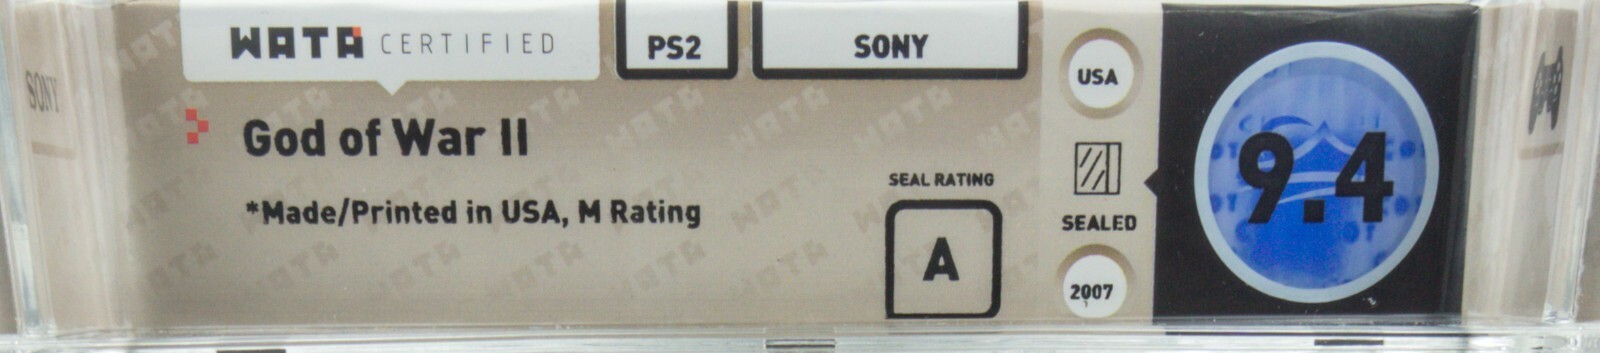 WATA CERTIFIED
PS2
SONY
USA
SONY
God of War II
*Made/Printed in USA, M Rating
SEAL RATING
A
SEALED
2007
9.4